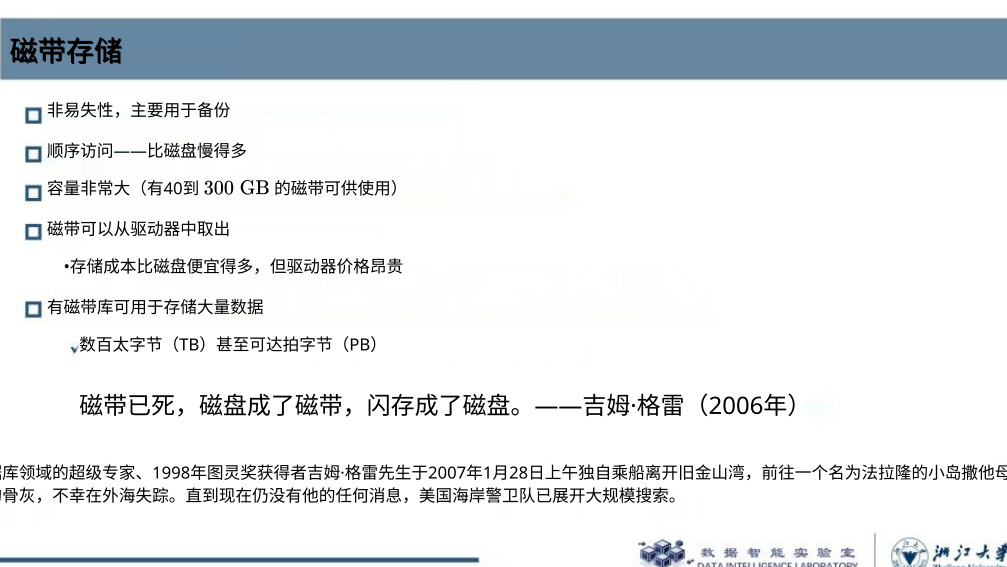 磁带存储
非易失性，主要用于备份
顺序访问——比磁盘慢得多
容量非常大（有40到 300 GB 的磁带可供使用）
磁带可以从驱动器中取出
•存储成本比磁盘便宜得多，但驱动器价格昂贵
有磁带库可用于存储大量数据
数百太字节（TB）甚至可达拍字节（PB）
磁带已死，磁盘成了磁带，闪存成了磁盘。——吉姆·格雷（2006年）
库领域的超级专家、1998年图灵奖获得者吉姆·格雷先生于2007年1月28日上午独自乘船离开旧金山湾，前往一个名为法拉隆的小岛撒他母
骨灰，不幸在外海失踪。直到现在仍没有他的任何消息，美国海岸警卫队已展开大规模搜索。
数据智能实验室
DATA INTELLIGENCE LABORATORY
浙江大学